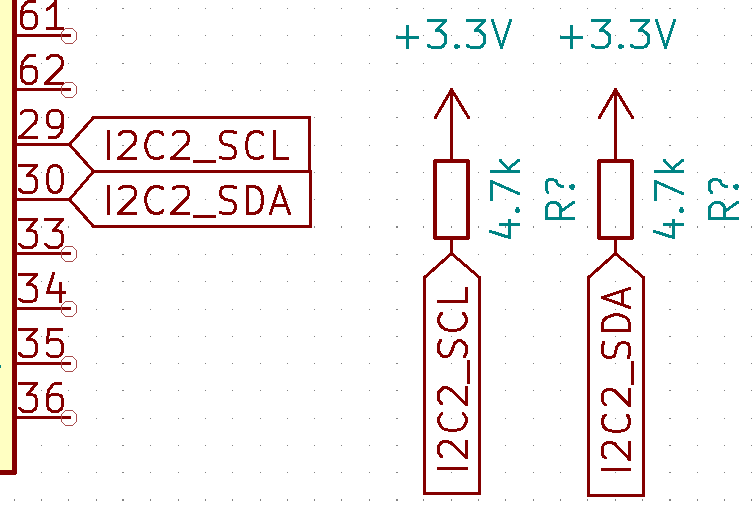 61
62
29
I2C2_SCL
30
I2C2_SDA
33
34
35
36
+3.3V
+3.3V
4.7k
R?
4.7k
R?
I2C2_SCL
I2C2_SDA